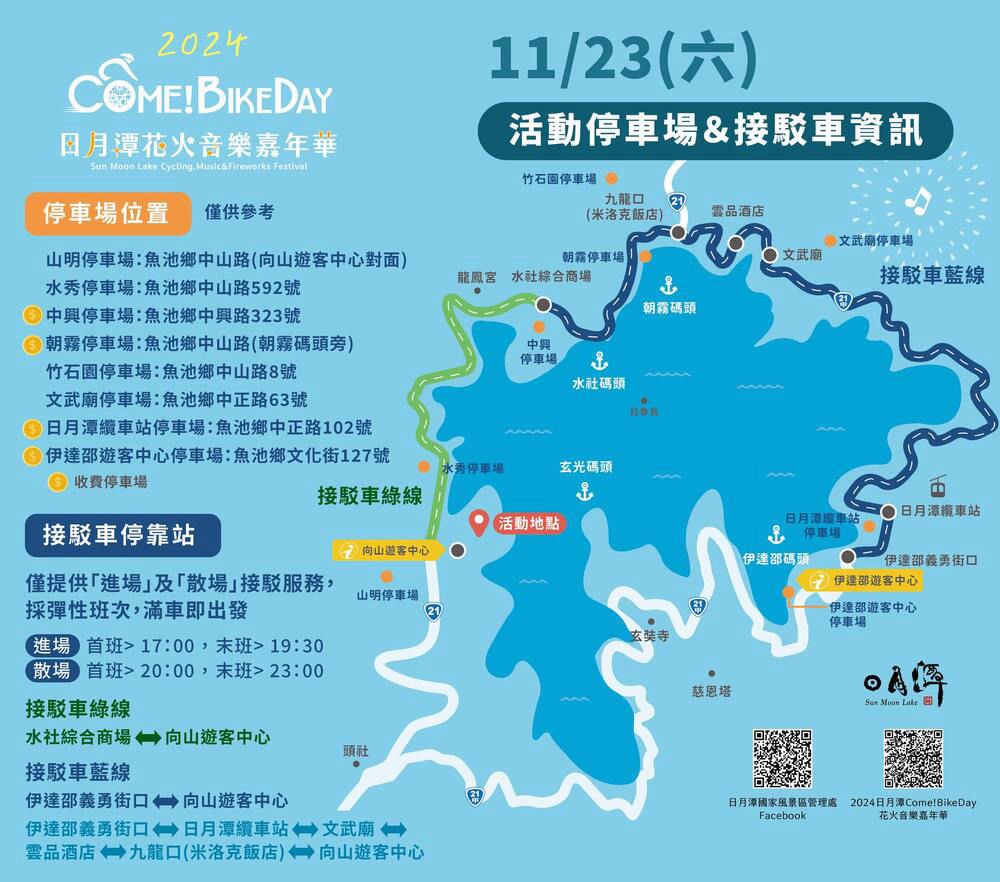 2024
COME!BIKEDAY
日月潭花火音樂嘉年華
Sun Moon Lake Cycling,Music&Fireworks Festival
11/23(六)
活動停車場&接駁車資訊
停車場位置 僅供參考
山明停車場:魚池鄉中山路(向山遊客中心對面)
水秀停車場:魚池鄉中山路592號
$ 中興停車場:魚池鄉中興路323號
$ 朝霧停車場:魚池鄉中山路(朝霧碼頭旁)
竹石園停車場:魚池鄉中山路8號
文武廟停車場:魚池鄉中正路63號
$ 日月潭纜車站停車場:魚池鄉中正路102號
$ 伊達邵遊客中心停車場:魚池鄉文化街127號
$ 收費停車場
接駁車停靠站
僅提供「進場」及「散場」接駁服務,
採彈性班次,滿車即出發
進場 首班> 17:00,末班> 19:30
散場 首班> 20:00,末班> 23:00
接駁車綠線
水社綜合商場⟷向山遊客中心
接駁車藍線
伊達邵義勇街口⟷向山遊客中心
伊達邵義勇街口⟷日月潭纜車站⟷文武廟⟷
雲品酒店⟷九龍口(米洛克飯店)⟷向山遊客中心
竹石園停車場
九龍口
(米洛克飯店)
21
雲品酒店
文武廟停車場
文武廟
接駁車藍線
朝霧停車場
龍鳳宮
水社綜合商場
朝霧碼頭
21
甲
中興
停車場
水社碼頭
拉魯島
水秀停車場
玄光碼頭
接駁車綠線
活動地點
日月潭纜車站
日月潭纜車站
停車場
向山遊客中心
伊達邵碼頭
伊達邵義勇街口
伊達邵遊客中心
山明停車場
21
21
甲
伊達邵遊客中心
停車場
玄奘寺
慈恩塔
日月潭
Sun Moon Lake
頭社
21
甲
日月潭國家風景區管理處
Facebook
2024日月潭Come!BikeDay
花火音樂嘉年華